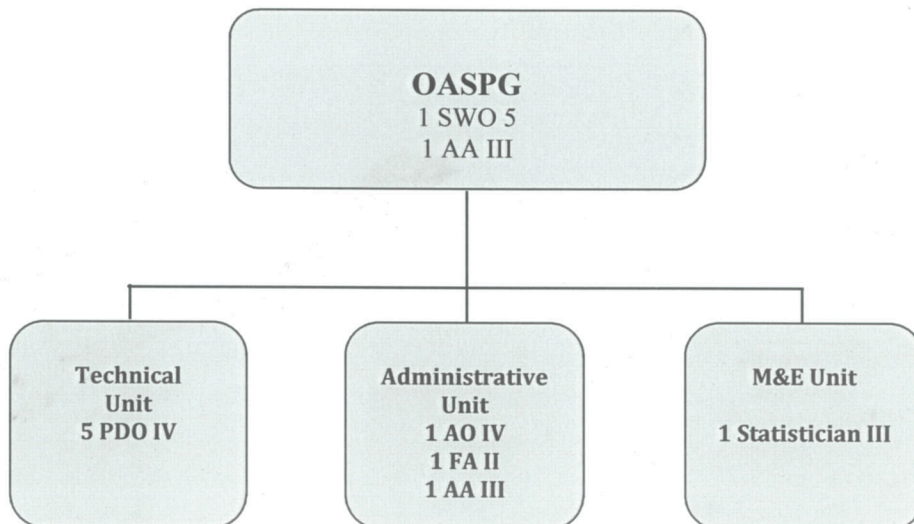 OASPG
1 SWO 5
1 AA III
Technical
Unit
5 PDO IV
Administrative
Unit
1 AO IV
1 FA II
1 AA III
M&E Unit
1 Statistician III